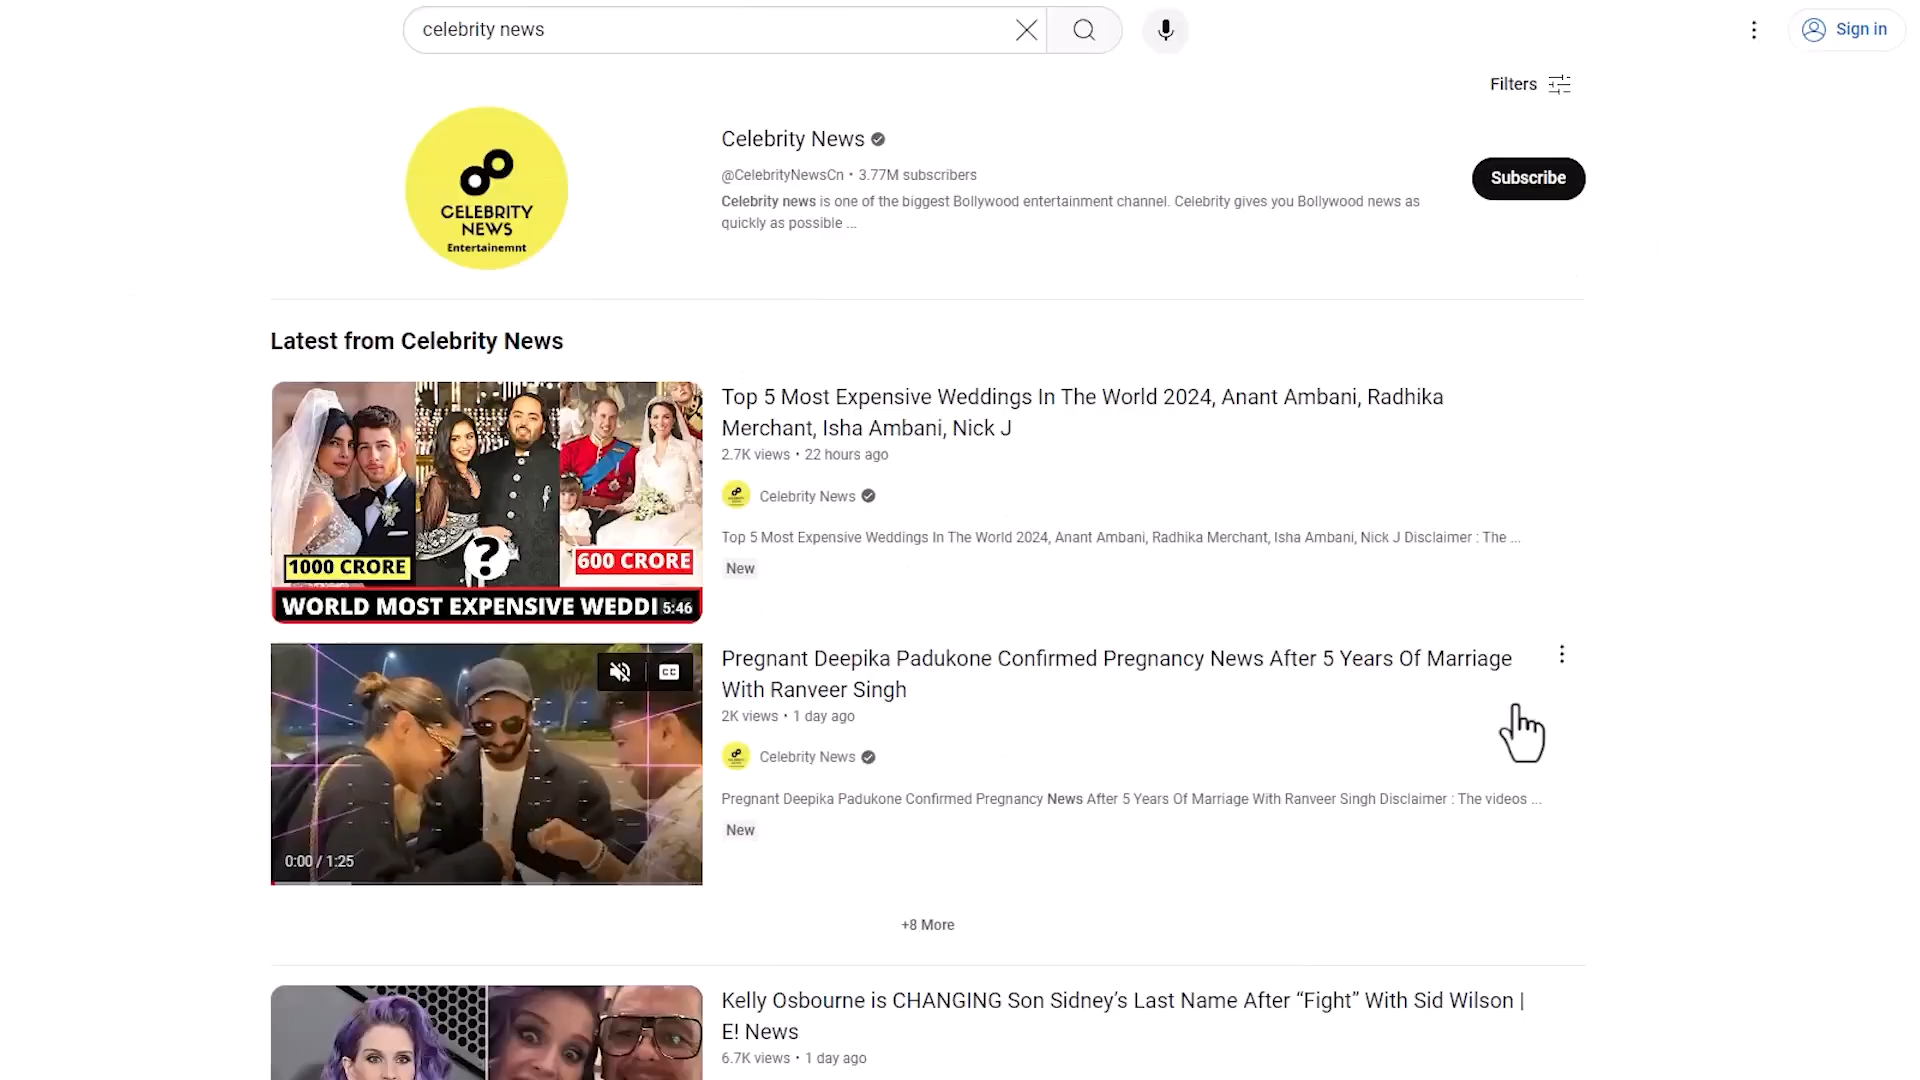 celebrity news
Sign in
Filters
CELEBRITY
NEWS
Entertainemnt
Celebrity News
@CelebrityNewsCn • 3.77M subscribers
Celebrity news is one of the biggest Bollywood entertainment channel. Celebrity gives you Bollywood news as
quickly as possible ...
Subscribe
Latest from Celebrity News
1000 CRORE
?
600 CRORE
WORLD MOST EXPENSIVE WEDDI
5:46
Top 5 Most Expensive Weddings In The World 2024, Anant Ambani, Radhika
Merchant, Isha Ambani, Nick J
2.7K views • 22 hours ago
Celebrity News
Top 5 Most Expensive Weddings In The World 2024, Anant Ambani, Radhika Merchant, Isha Ambani, Nick J Disclaimer : The ...
New
CC
0:00 / 1:25
Pregnant Deepika Padukone Confirmed Pregnancy News After 5 Years Of Marriage
With Ranveer Singh
2K views • 1 day ago
Celebrity News
Pregnant Deepika Padukone Confirmed Pregnancy News After 5 Years Of Marriage With Ranveer Singh Disclaimer : The videos ...
New
+8 More
Kelly Osbourne is CHANGING Son Sidney’s Last Name After “Fight” With Sid Wilson |
E! News
6.7K views • 1 day ago